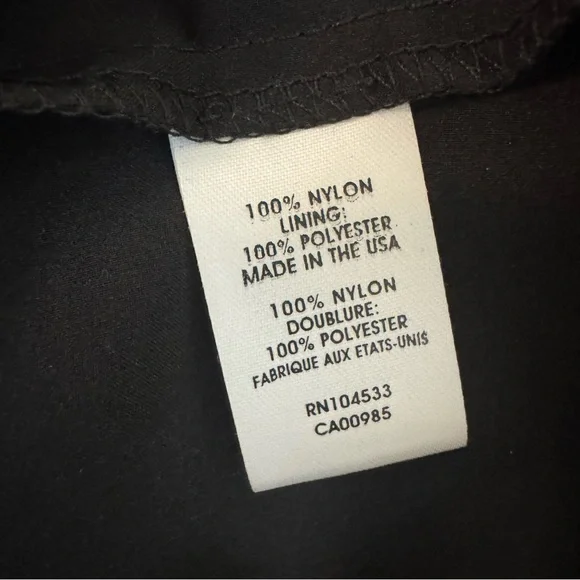 100% NYLON
LINING:
100% POLYESTER
MADE IN THE USA
100% NYLON
DOUBLURE:
100% POLYESTER
FABRIQUE AUX ETATS-UNIS
RN104533
CA00985